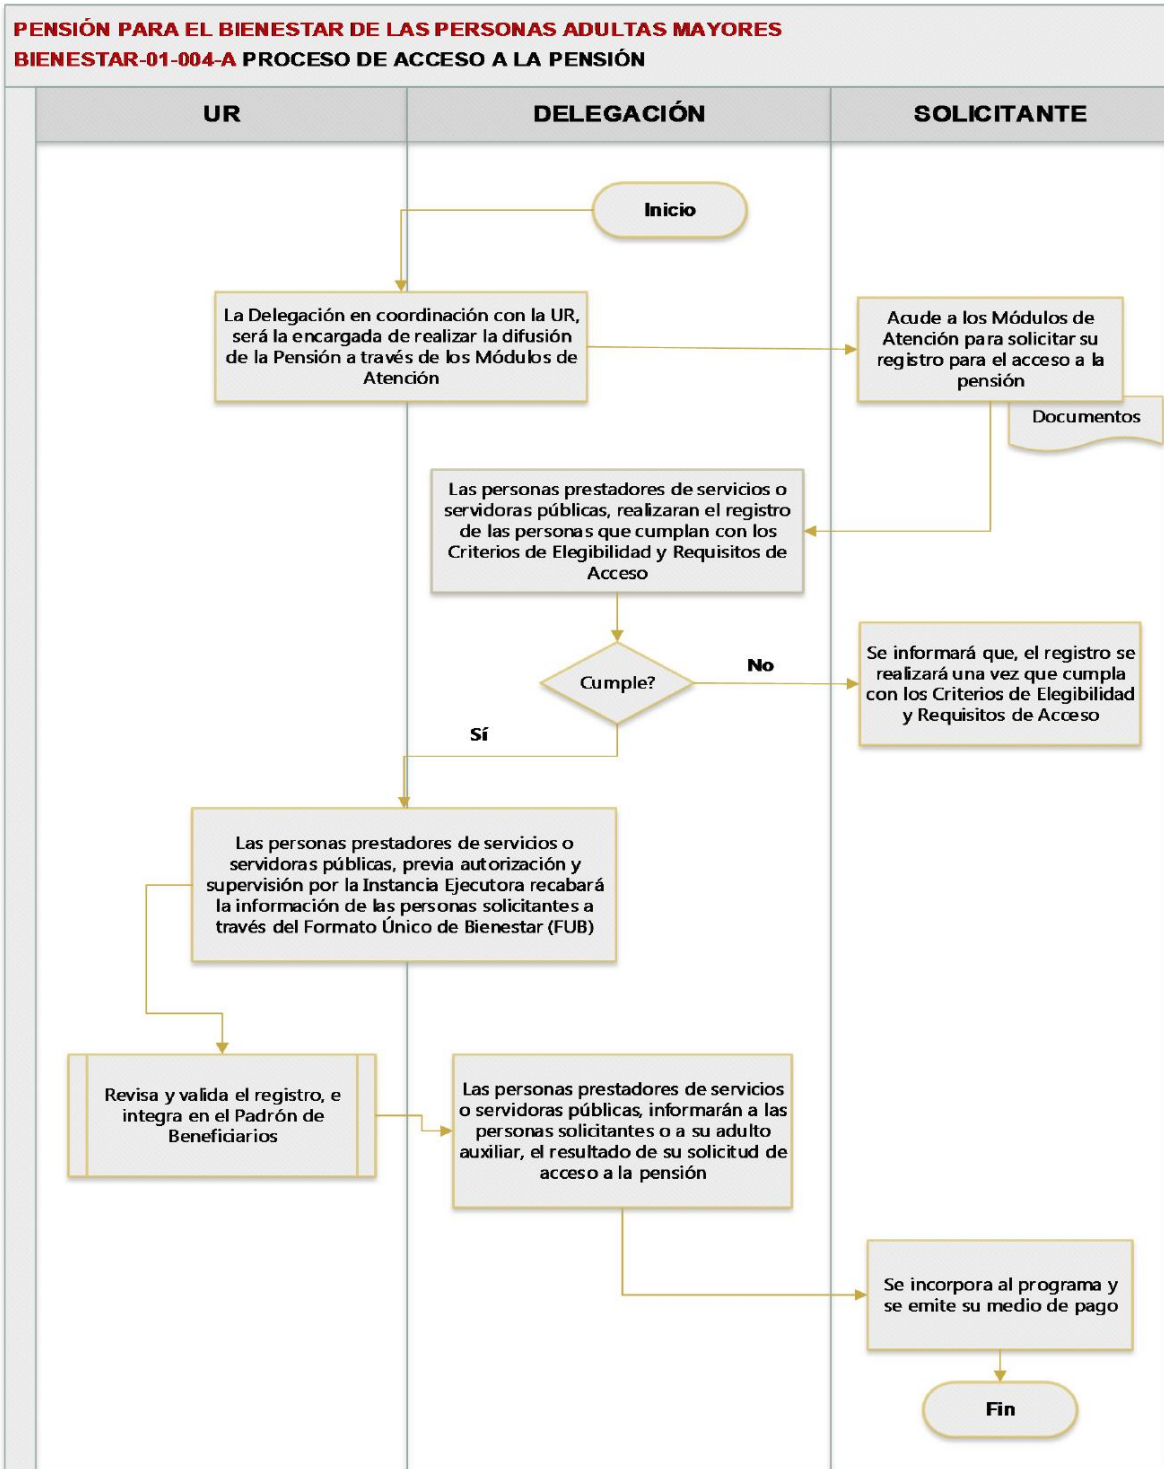 PENSIÓN PARA EL BIENESTAR DE LAS PERSONAS ADULTAS MAYORES
BIENESTAR-01-004-A PROCESO DE ACCESO A LA PENSIÓN
UR
DELEGACIÓN
SOLICITANTE
Inicio
La Delegación en coordinación con la UR,
será la encargada de realizar la difusión
de la Pensión a través de los Módulos de
Atención
Acude a los Módulos de
Atención para solicitar su
registro para el acceso a la
pensión
Documentos
Las personas prestadores de servicios o
servidoras públicas, realizaran el registro
de las personas que cumplan con los
Criterios de Elegibilidad y Requisitos de
Acceso
Cumple?
No
Se informará que, el registro se
realizará una vez que cumpla
con los Criterios de Elegibilidad
y Requisitos de Acceso
Sí
Las personas prestadores de servicios o
servidoras públicas, previa autorización y
supervisión por la Instancia Ejecutora recabará
la información de las personas solicitantes a
través del Formato Único de Bienestar (FUB)
Revisa y valida el registro, e
integra en el Padrón de
Beneficiarios
Las personas prestadores de servicios
o servidoras públicas, informarán a las
personas solicitantes o a su adulto
auxiliar, el resultado de su solicitud de
acceso a la pensión
Se incorpora al programa y
se emite su medio de pago
Fin